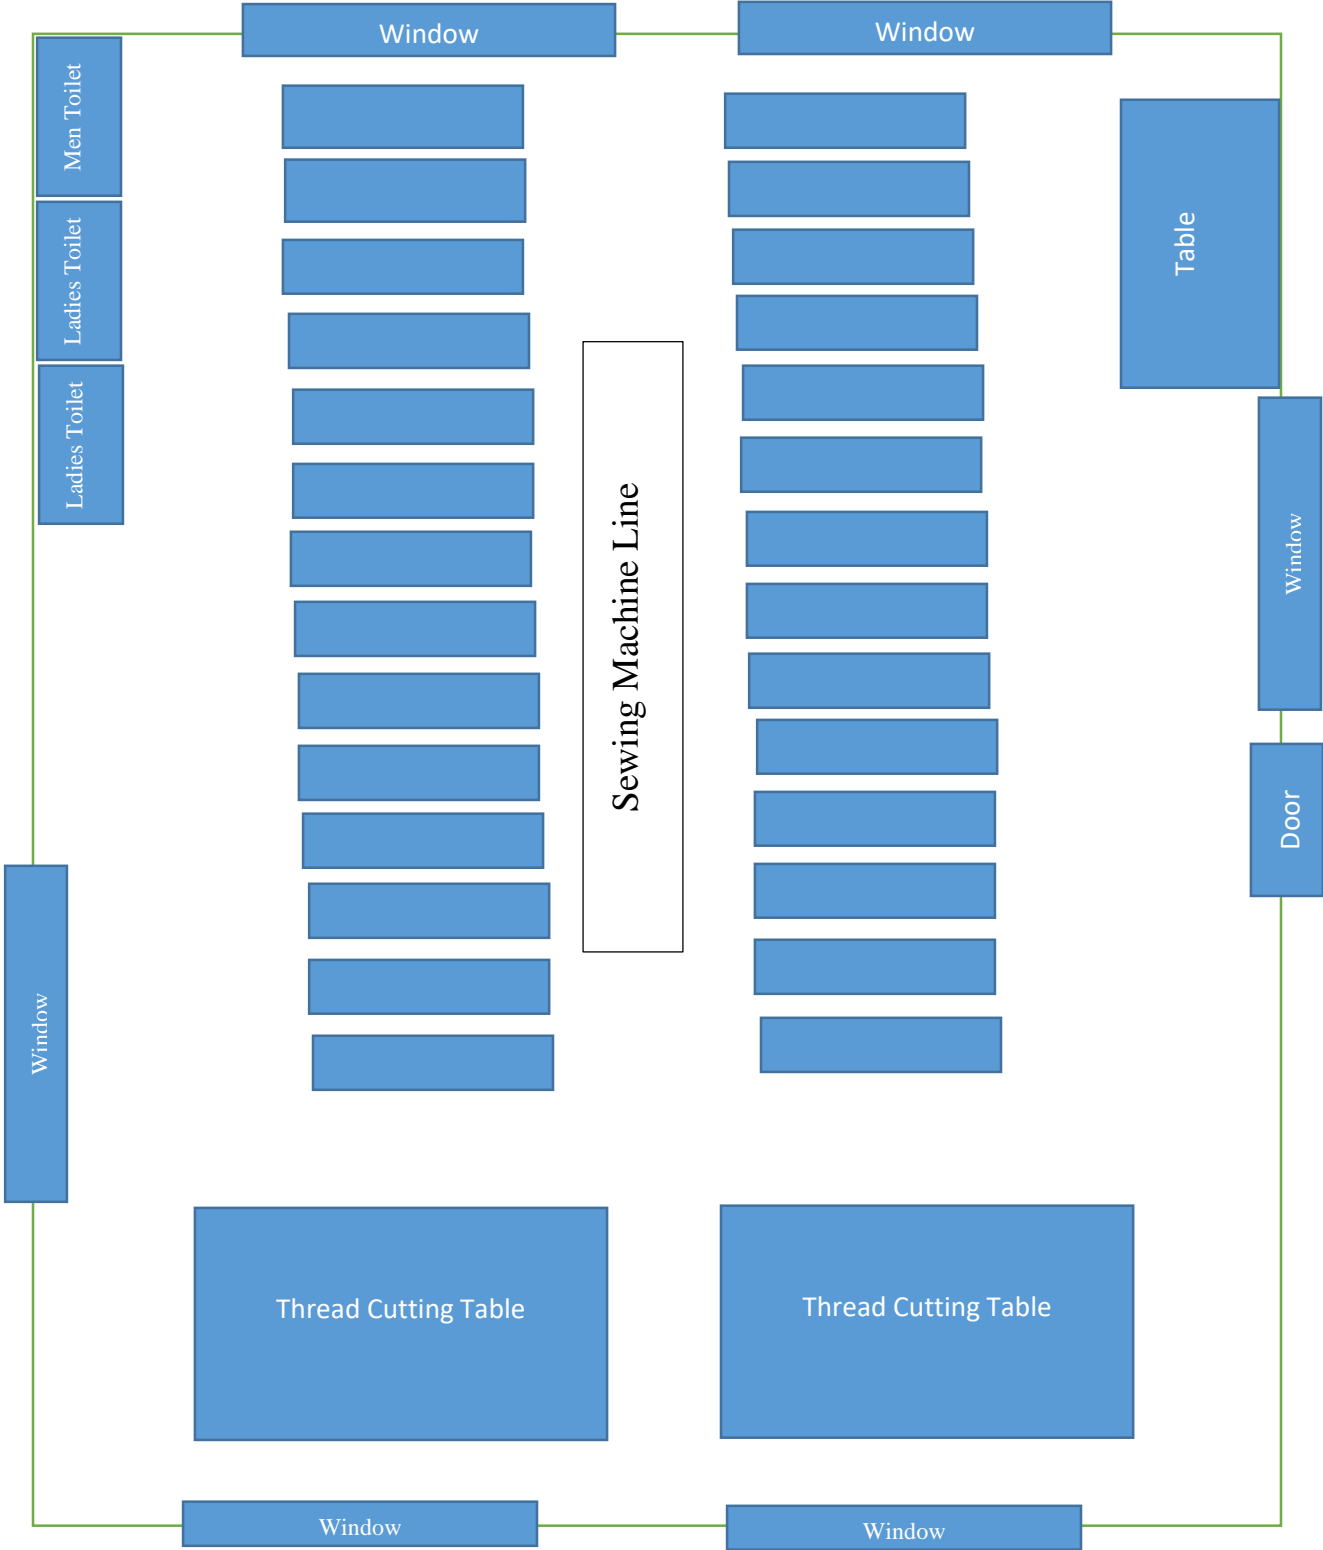 Window
Window
Men Toilet
Ladies Toilet
Ladies Toilet
Table
Sewing Machine Line
Window
Door
Window
Thread Cutting Table
Thread Cutting Table
Window
Window